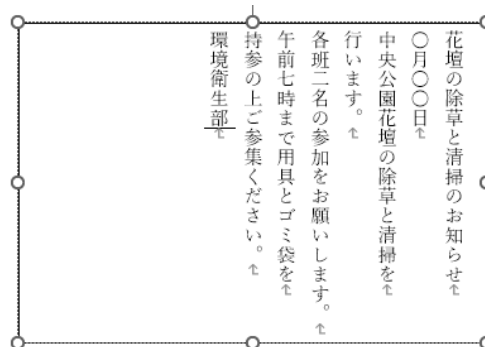 花壇の除草と清掃のお知らせ
〇月〇〇日
中央公園花壇の除草と清掃を
行います。
各班二名の参加をお願いします。
午前七時まで用具とゴミ袋を
持参の上ご参集ください。
環境衛生部